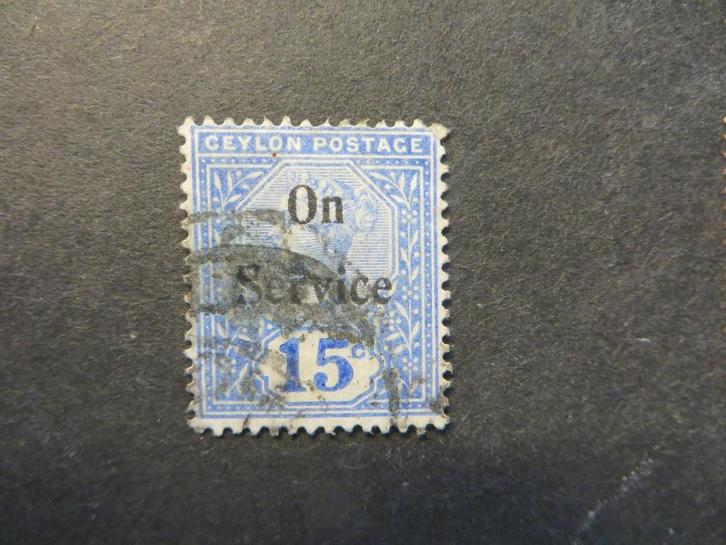 CEYLON POSTAGE
On
Service
15c